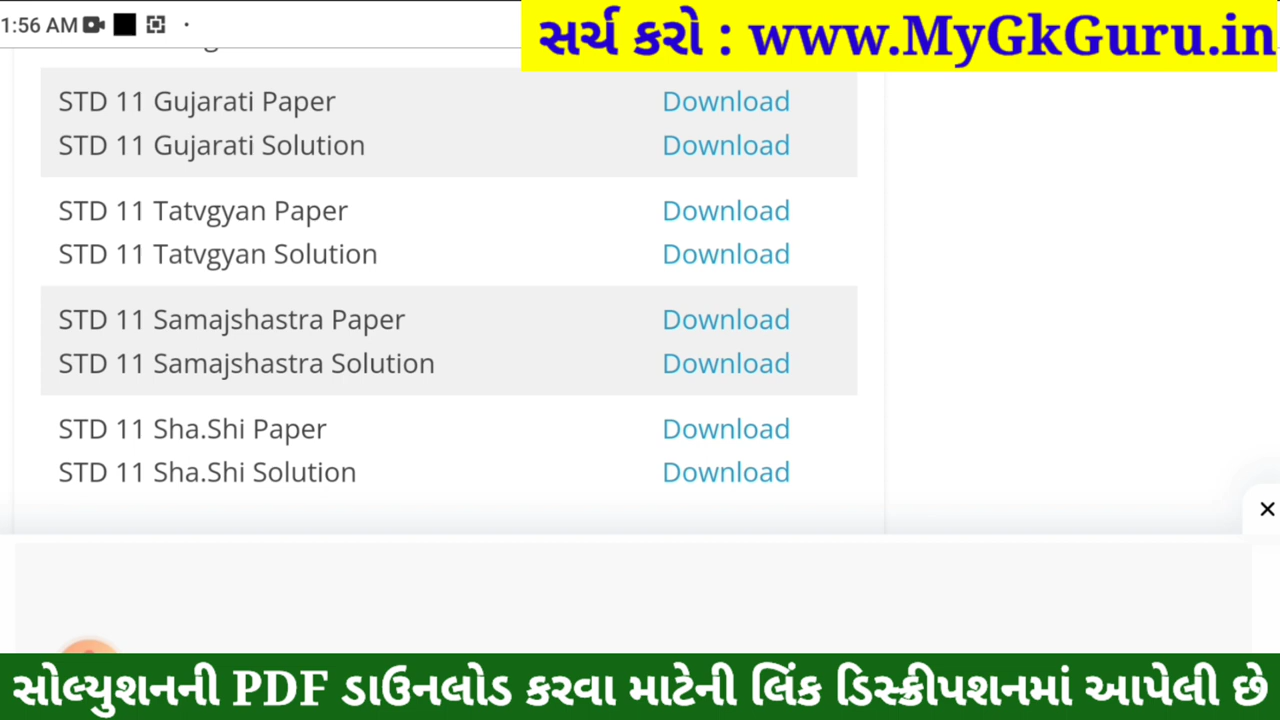 1:56 AM
સર્ચ કરો : www.MyGkGuru.in
STD 11 Gujarati Paper Download
STD 11 Gujarati Solution Download
STD 11 Tatvgyan Paper Download
STD 11 Tatvgyan Solution Download
STD 11 Samajshastra Paper Download
STD 11 Samajshastra Solution Download
STD 11 Sha.Shi Paper Download
STD 11 Sha.Shi Solution Download
સોલ્યુશનની PDF ડાઉનલોડ કરવા માટેની લિંક ડિસ્ક્રીપશનમાં આપેલી છે